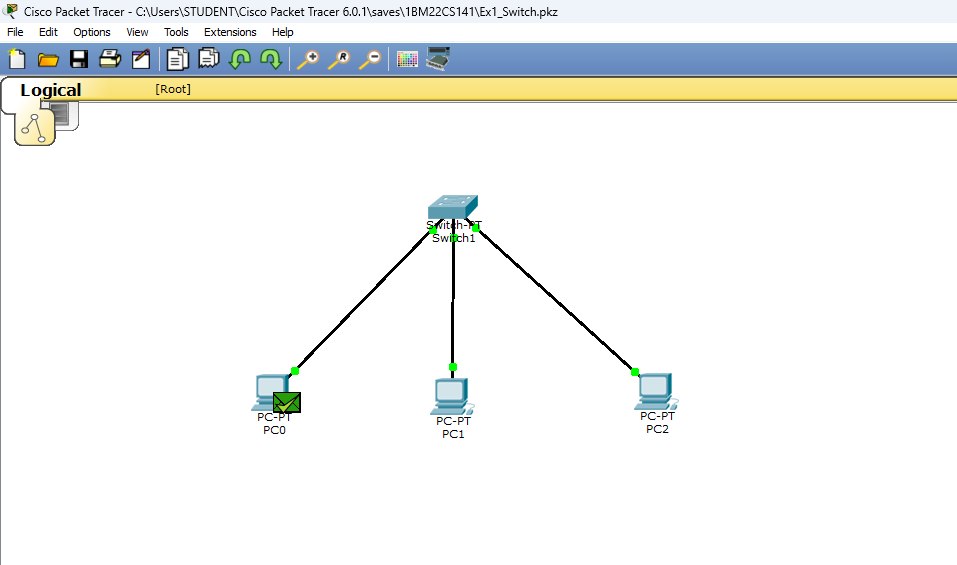 Cisco Packet Tracer - C:\Users\STUDENT\Cisco Packet Tracer 6.0.1\saves\1BM22CS141\Ex1_Switch.pkz
File Edit Options View Tools Extensions Help
R
Logical [Root]
Switch-PT
Switch1
PC-PT
PC0
PC-PT
PC1
PC-PT
PC2